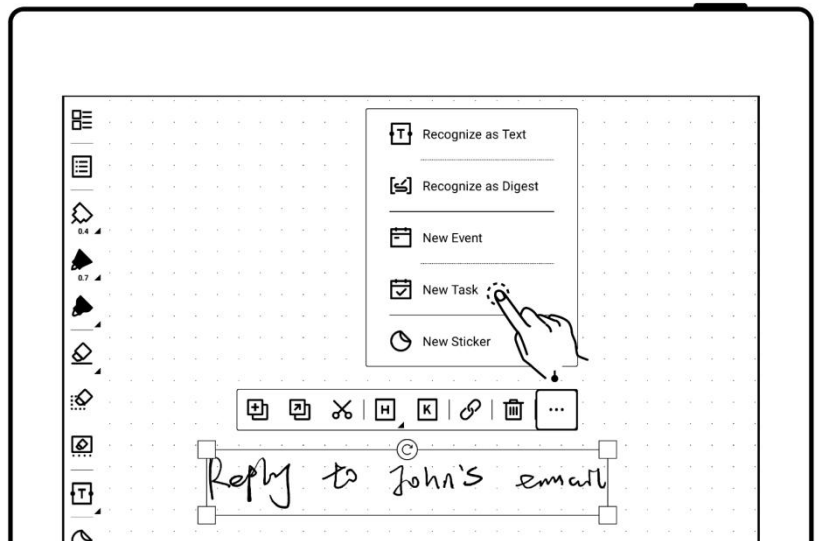 Recognize as Text
Recognize as Digest
New Event
0.4
0.7
New Task
New Sticker
H K ...
Reply to John's email
T